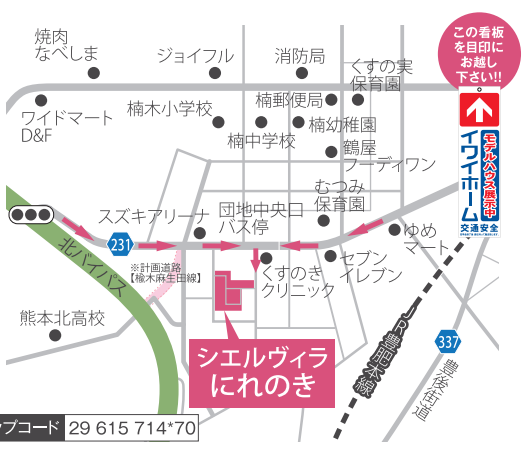 焼肉
なべしま
ジョイフル
消防局
この看板
を目印に
お越し
下さい!!
くすの実
保育園
ワイドマート
D&F
楠木小学校
楠郵便局
楠中学校
楠幼稚園
鶴屋
フーディワン
モデルハウス展示中
イワイホーム
交通安全
むつみ
保育園
スズキアリーナ
団地中央口
バス停
ゆめ
マート
231
北バイパス
※計画道路
【楡木麻生田線】
くすのき
クリニック
セブン
イレブン
熊本北高校
シエルヴィラ
にれのき
JR豊肥本線
337
豊後街道
プコード 29 615 714*70